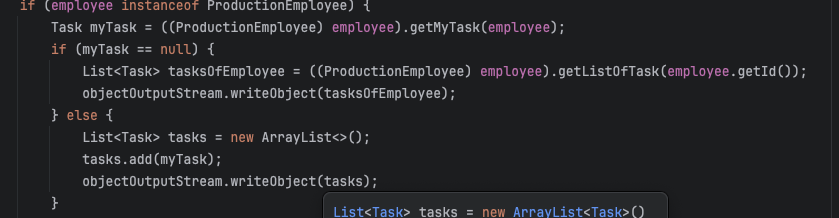 if (employee instanceof ProductionEmployee) {
Task myTask = ((ProductionEmployee) employee).getMyTask(employee);
if (myTask == null) {
List<Task> tasksOfEmployee = ((ProductionEmployee) employee).getListOfTask(employee.getId());
objectOutputStream.writeObject(tasksOfEmployee);
} else {
List<Task> tasks = new ArrayList<>();
tasks.add(myTask);
objectOutputStream.writeObject(tasks);
}
List<Task> tasks = new ArrayList<Task>()